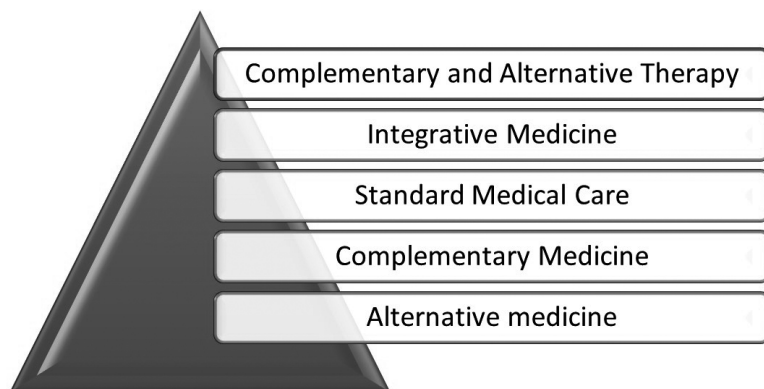 Complementary and Alternative Therapy
Integrative Medicine
Standard Medical Care
Complementary Medicine
Alternative medicine